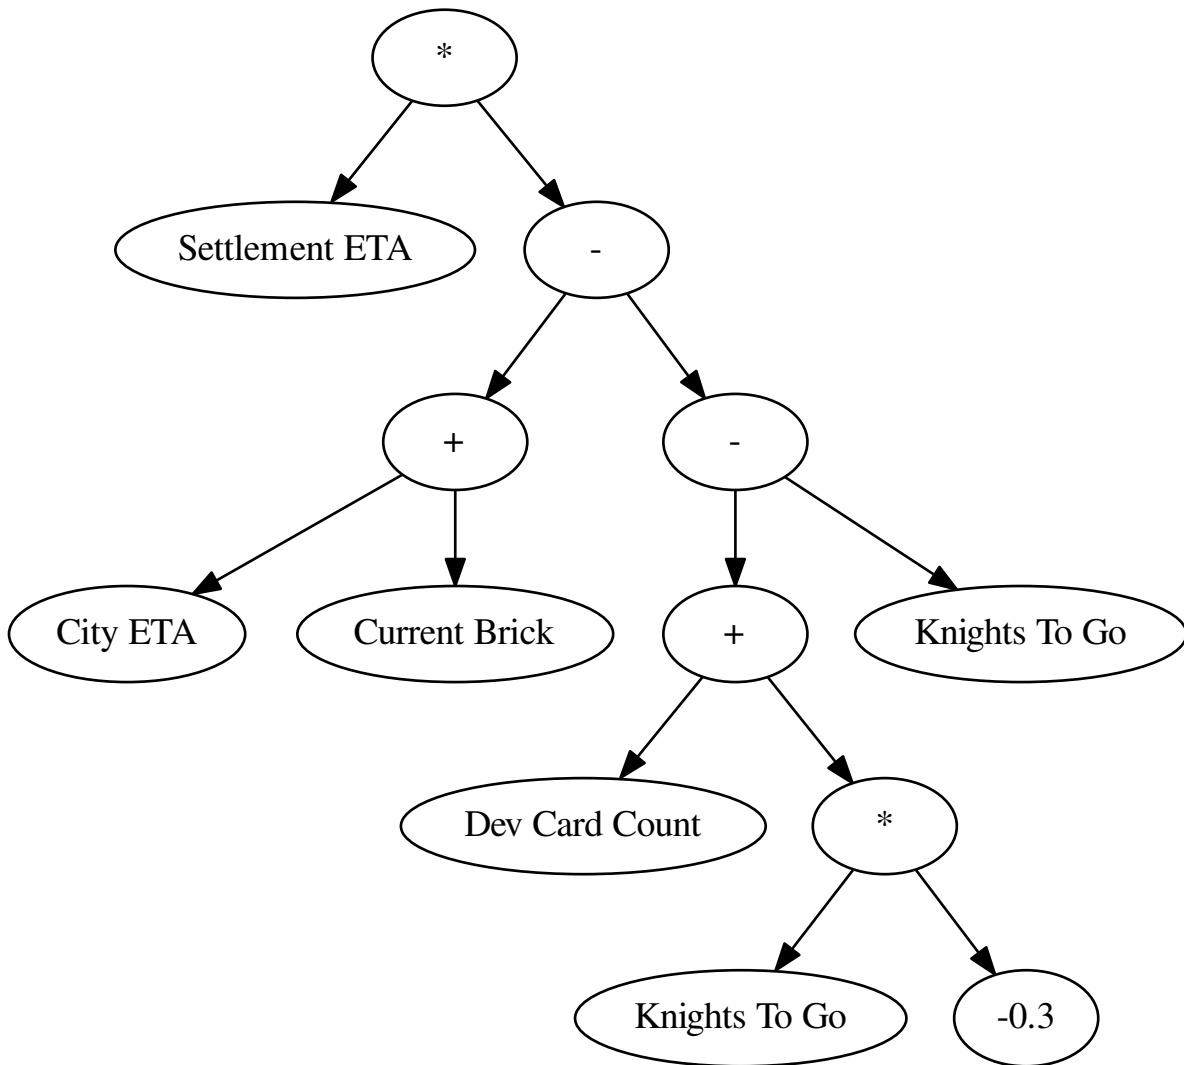 *
Settlement ETA
-
+
-
City ETA
Current Brick
+
Knights To Go
Dev Card Count
*
Knights To Go
-0.3